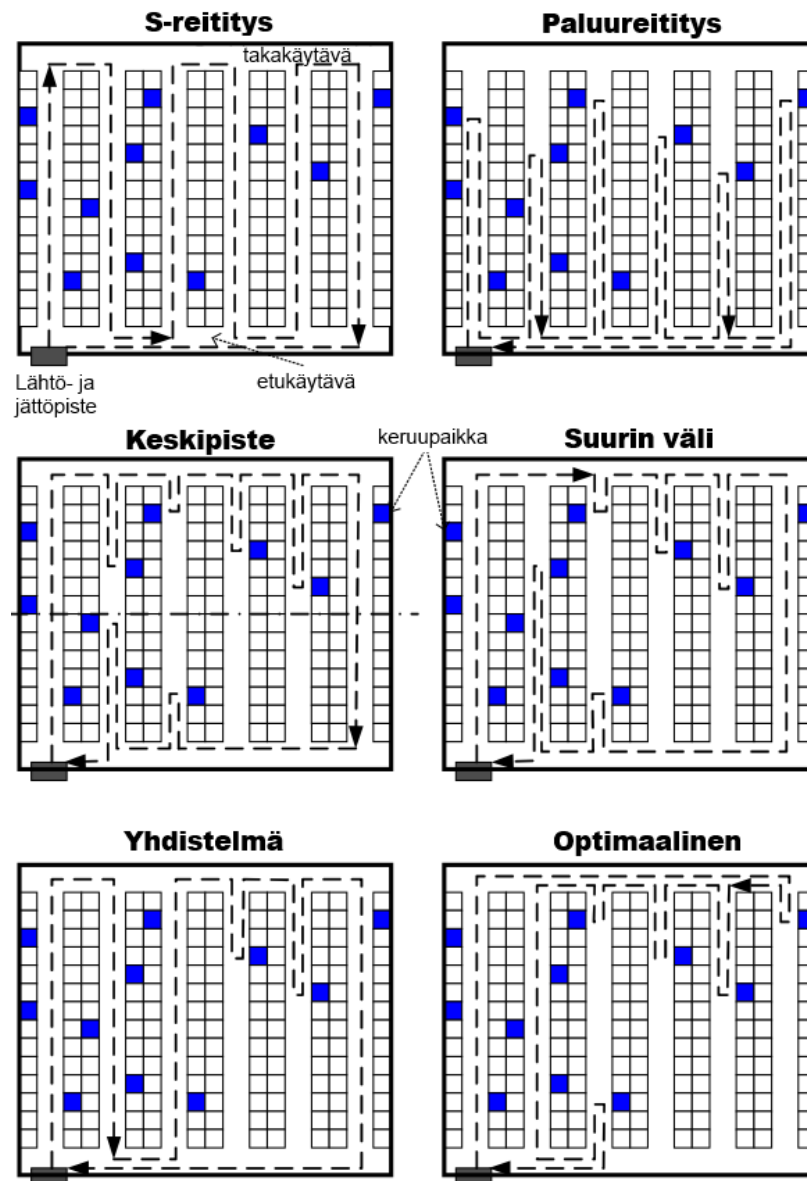 S-reititys
Paluureititys
takakäytävä
Lähtö- ja
jättöpiste
etukäytävä
Keskipiste
keruupaikka
Suurin väli
Yhdistelmä
Optimaalinen